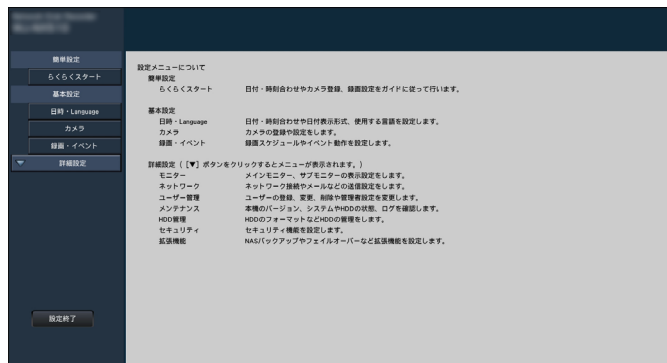 簡単設定
らくらくスタート
基本設定
日時・Language
カメラ
録画・イベント
詳細設定
設定終了
設定メニューについて
簡単設定
らくらくスタート 日付・時刻合わせやカメラ登録、録画設定をガイドに従って行います。
基本設定
日時・Language 日付・時刻合わせや日付表示形式、使用する言語を設定します。
カメラ カメラの登録や設定をします。
録画・イベント 録画スケジュールやイベント動作を設定します。
詳細設定（［▼］ボタンをクリックするとメニューが表示されます。）
モニター メインモニター、サブモニターの表示設定をします。
ネットワーク ネットワーク接続やメールなどの送信設定をします。
ユーザー管理 ユーザーの登録、変更、削除や管理者設定を変更します。
メンテナンス 本機のバージョン、システムやHDDの状態、ログを確認します。
HDD管理 HDDのフォーマットなどHDDの管理をします。
セキュリティ セキュリティ機能を設定します。
拡張機能 NASバックアップやフェイルオーバーなど拡張機能を設定します。